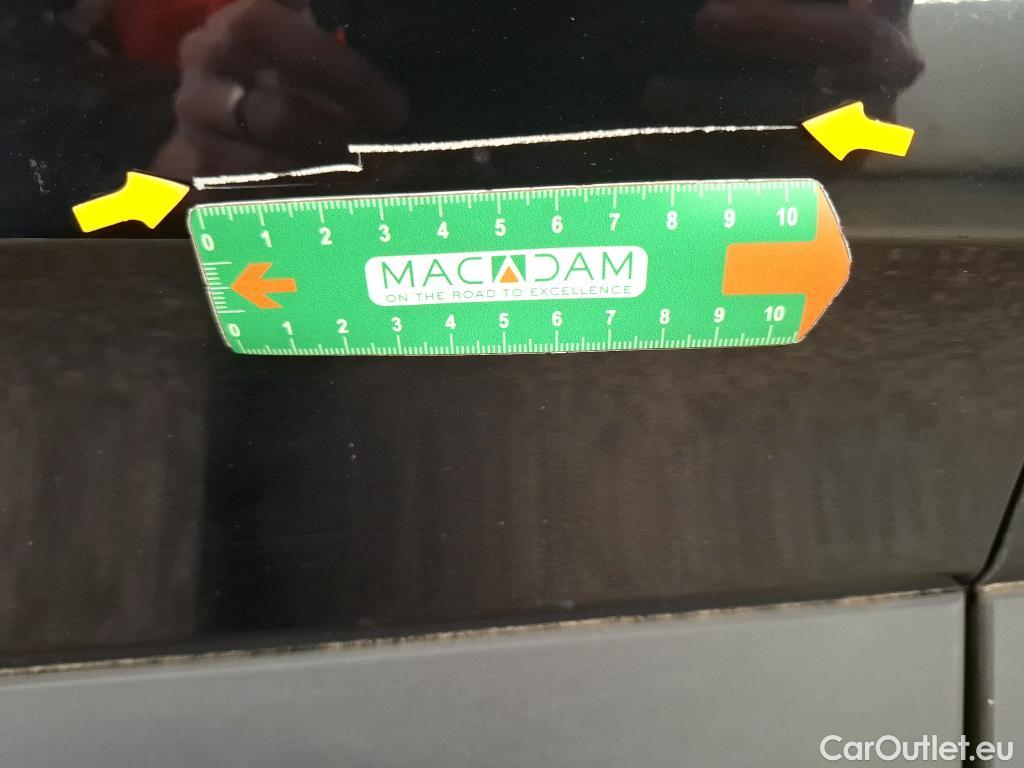 0 1 2 3 4 5 6 7 8 9 10
MACADAM
ON THE ROAD TO EXCELLENCE
0 1 2 3 4 5 6 7 8 9 10
CarOutlet.eu